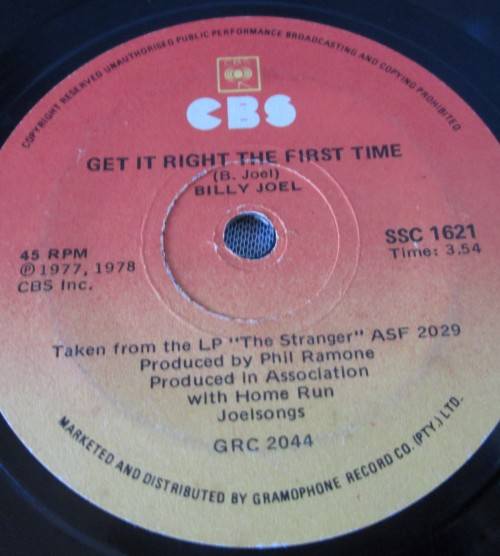 COPYRIGHT RESERVED UNAUTHORISED PUBLIC PERFORMANCE BROADCASTING AND COPYING PROHIBITED
CBS
GET IT RIGHT THE FIRST TIME
(B. Joel)
BILLY JOEL
45 RPM
℗1977, 1978
CBS Inc.
SSC 1621
Time: 3.54
Taken from the LP "The Stranger" ASF 2029
Produced by Phil Ramone
Produced in Association
with Home Run
Joelsongs
GRC 2044
MARKETED AND DISTRIBUTED BY GRAMOPHONE RECORD CO. (PTY.) LTD.